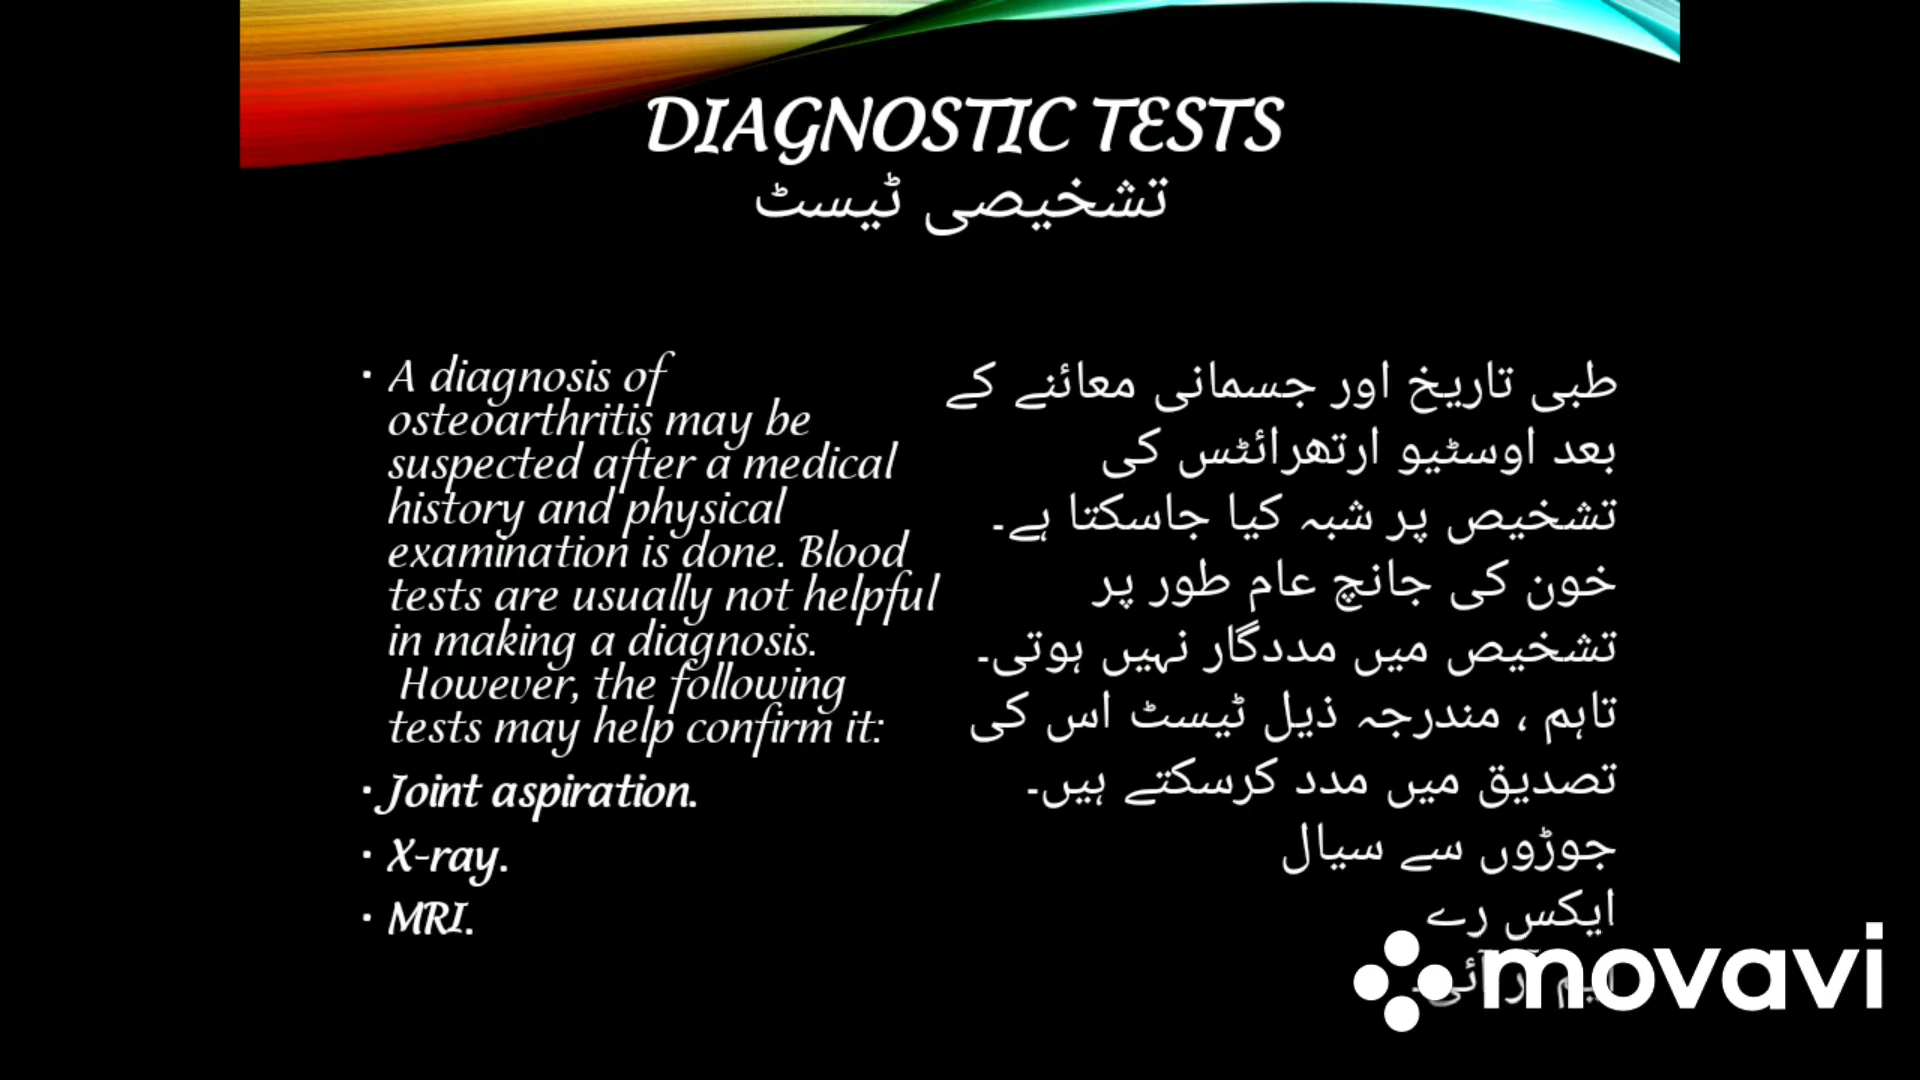 DIAGNOSTIC TESTS
تشخیصی ٹیسٹ
• A diagnosis of
osteoarthritis may be
suspected after a medical
history and physical
examination is done. Blood
tests are usually not helpful
in making a diagnosis.
However, the following
tests may help confirm it:
• Joint aspiration.
• X-ray.
• MRI.
طبی تاریخ اور جسمانی معائنے کے
بعد اوسٹیو ارتھرائٹس کی
تشخیص پر شبہ کیا جاسکتا ہے۔
خون کی جانچ عام طور پر
تشخیص میں مددگار نہیں ہوتی۔
تاہم ، مندرجہ ذیل ٹیسٹ اس کی
تصدیق میں مدد کرسکتے ہیں۔
جوڑوں سے سیال
ایکس رے
movavi